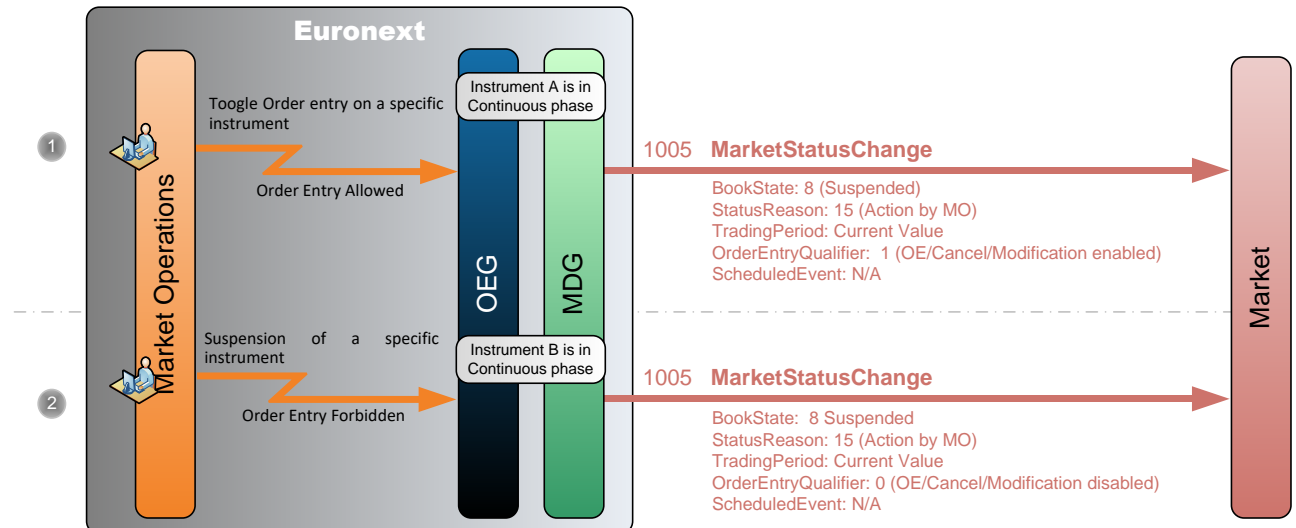 Euronext
Instrument A is in
Continuous phase
Toogle Order entry on a specific
instrument
1
Order Entry Allowed
1005 MarketStatusChange
BookState: 8 (Suspended)
StatusReason: 15 (Action by MO)
TradingPeriod: Current Value
OrderEntryQualifier: 1 (OE/Cancel/Modification enabled)
ScheduledEvent: N/A
Market Operations
OEG
MDG
Market
Suspension of a specific
instrument
Instrument B is in
Continuous phase
2
Order Entry Forbidden
1005 MarketStatusChange
BookState: 8 Suspended
StatusReason: 15 (Action by MO)
TradingPeriod: Current Value
OrderEntryQualifier: 0 (OE/Cancel/Modification disabled)
ScheduledEvent: N/A